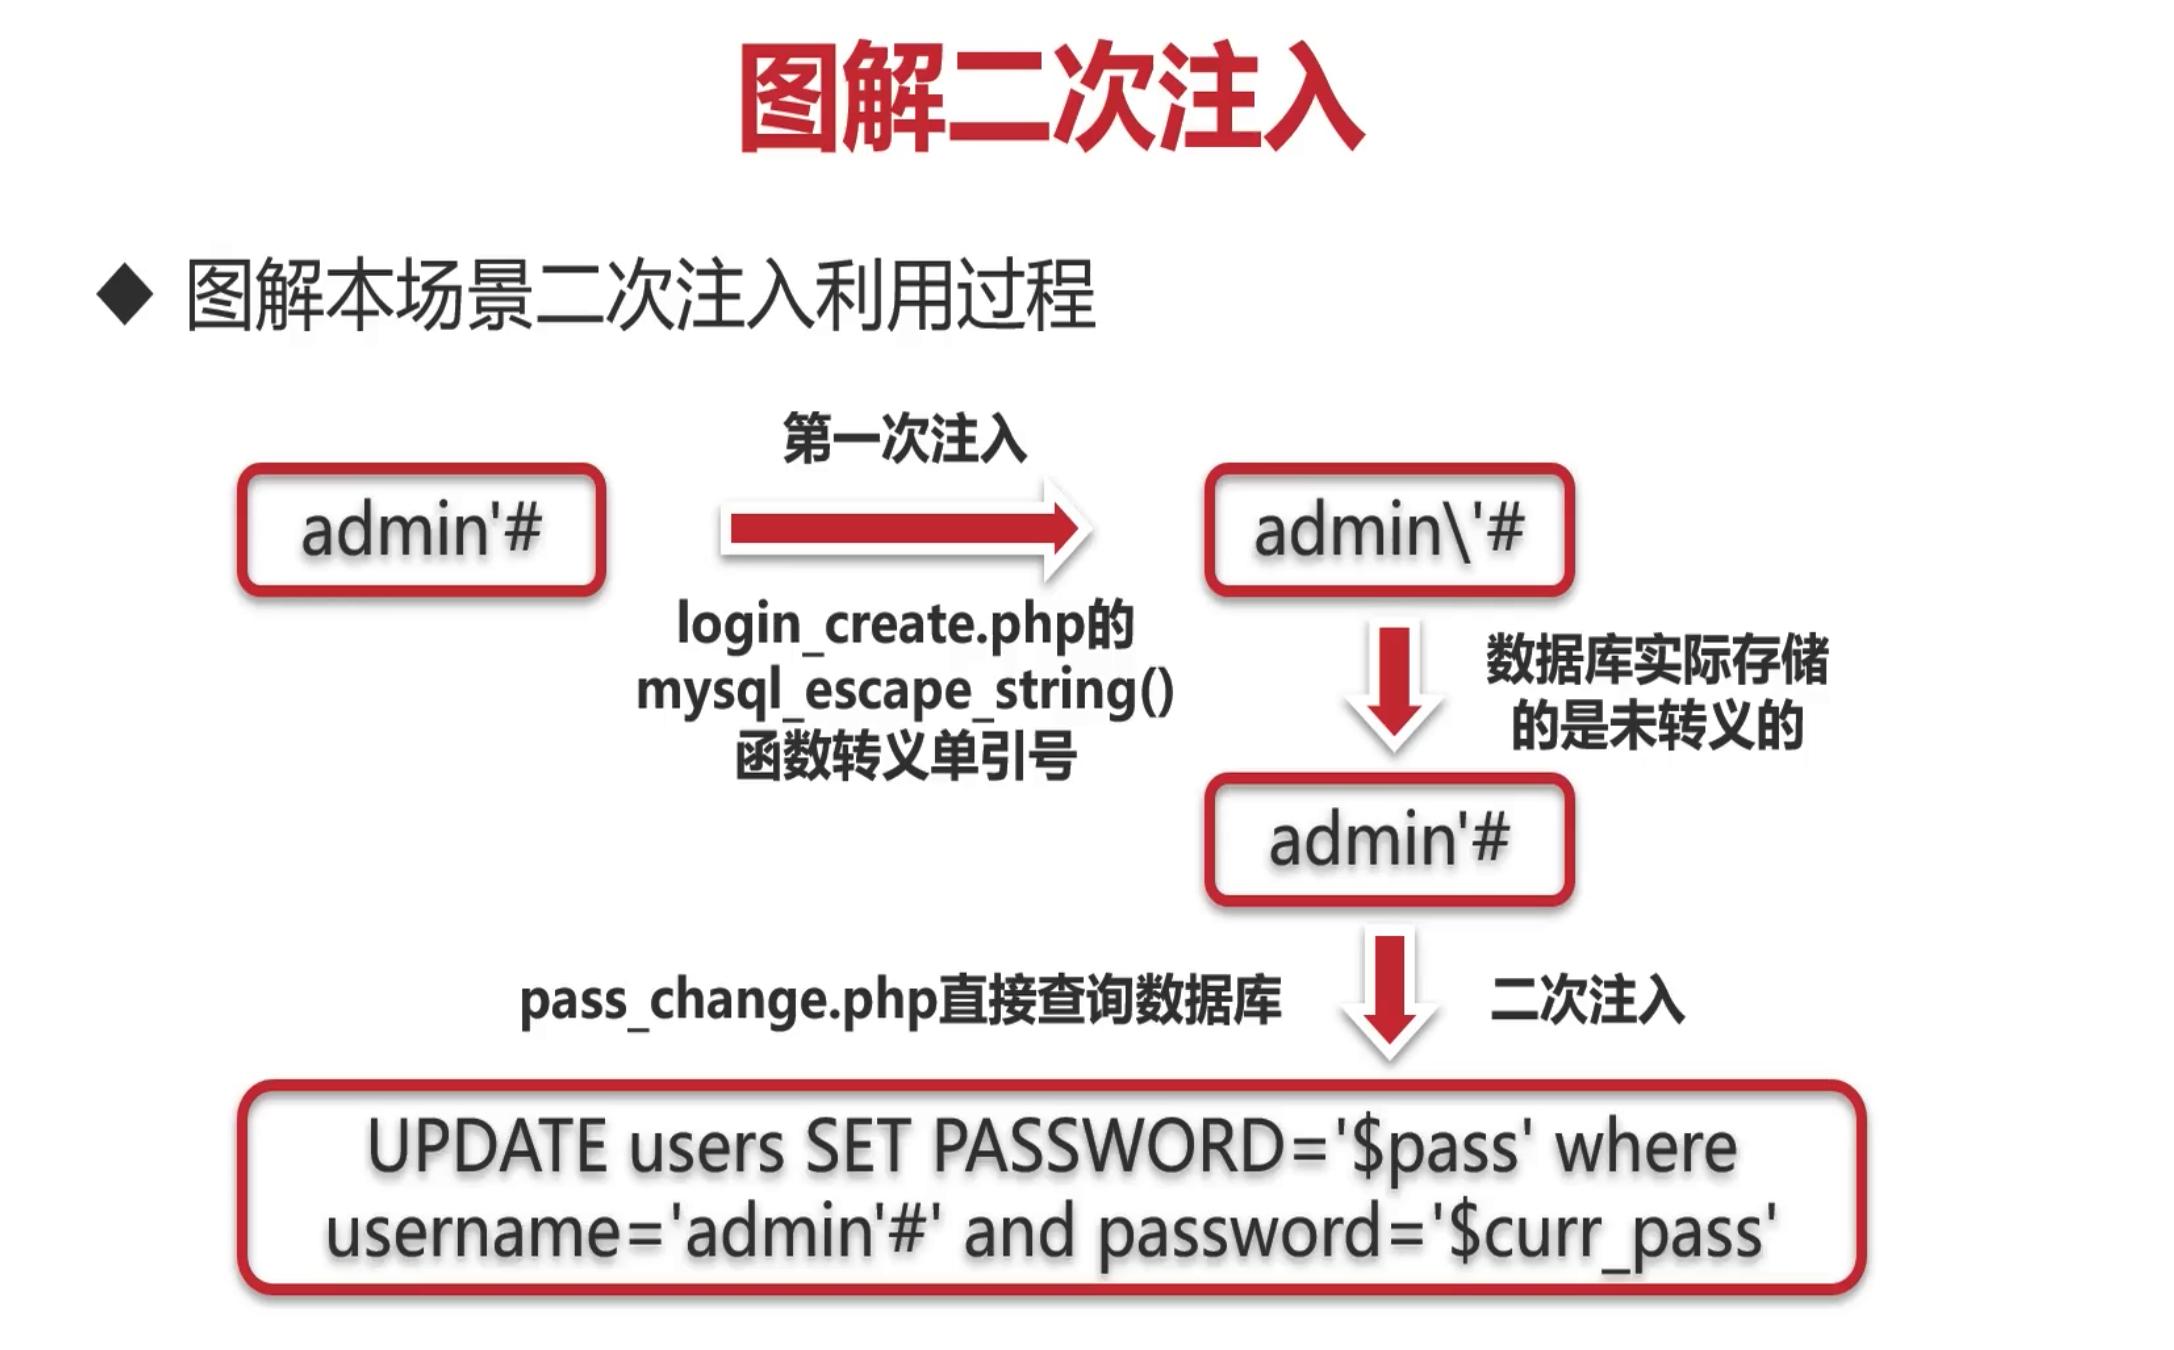 图解二次注入
◆ 图解本场景二次注入利用过程
第一次注入
admin'#
admin\'#
login_create.php的
mysql_escape_string()
函数转义单引号
数据库实际存储
的是未转义的
admin'#
pass_change.php直接查询数据库
二次注入
UPDATE users SET PASSWORD='$pass' where
username='admin'#' and password='$curr_pass'